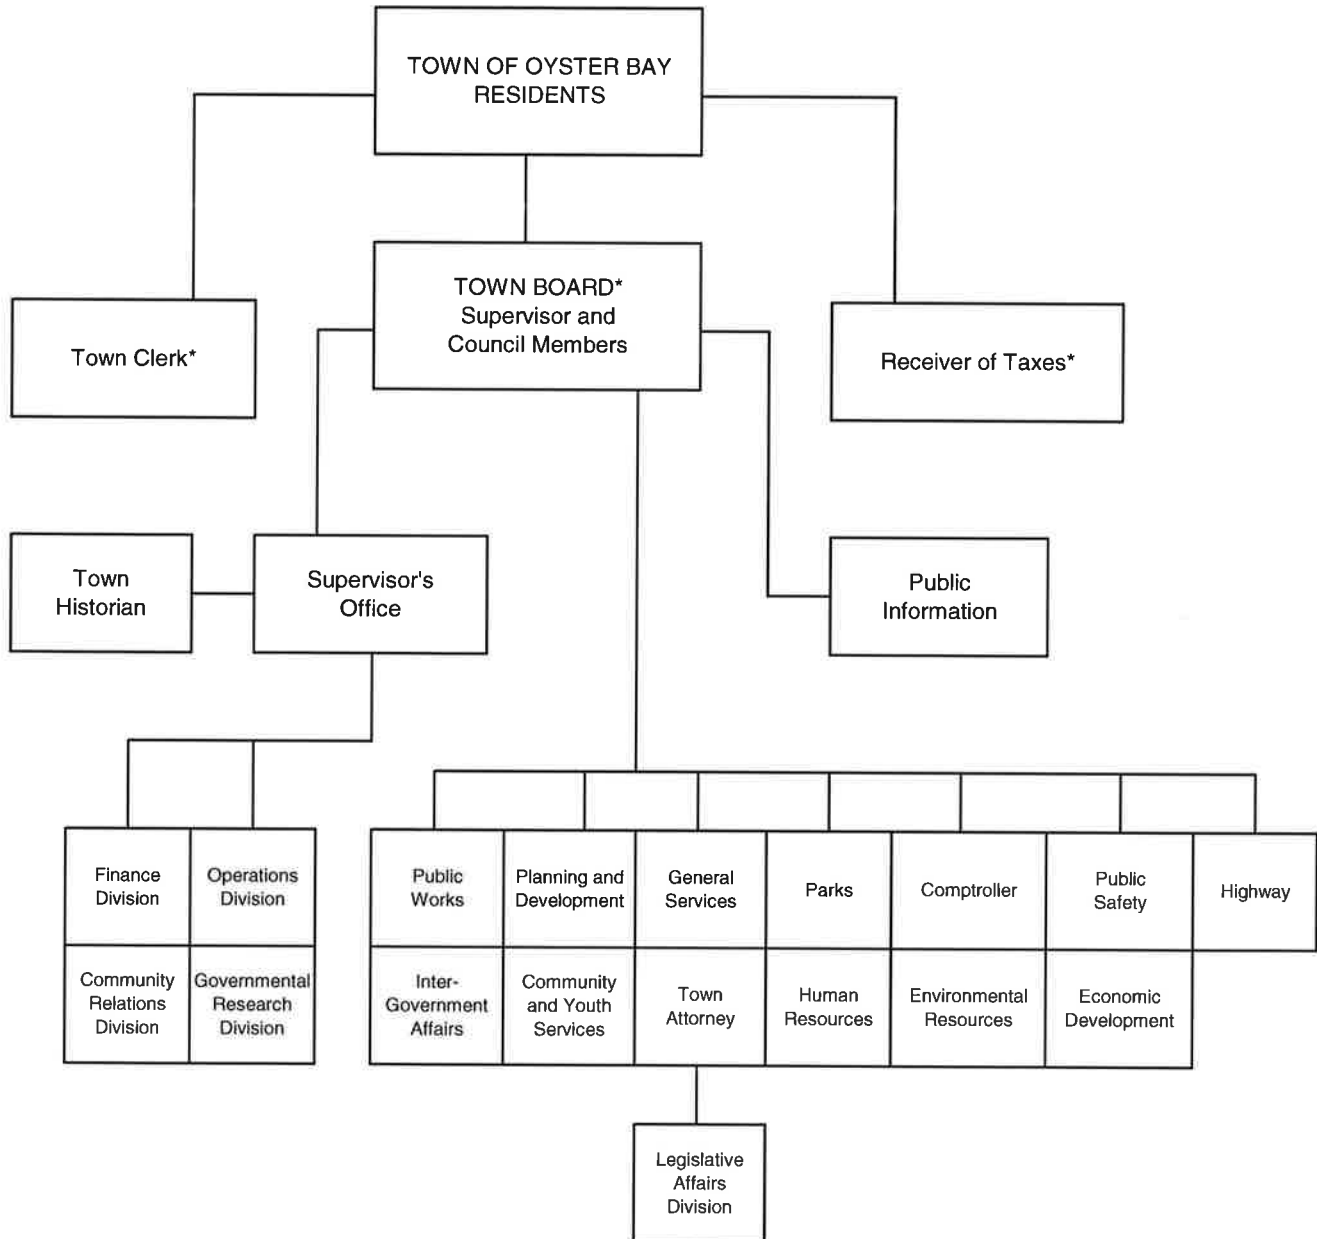 TOWN OF OYSTER BAY
RESIDENTS
TOWN BOARD*
Supervisor and
Council Members
Town Clerk*
Receiver of Taxes*
Town
Historian
Supervisor's
Office
Public
Information
Finance
Division
Operations
Division
Public
Works
Planning and
Development
General
Services
Parks
Comptroller
Public
Safety
Highway
Community
Relations
Division
Governmental
Research
Division
Inter-
Government
Affairs
Community
and Youth
Services
Town
Attorney
Human
Resources
Environmental
Resources
Economic
Development
Legislative
Affairs
Division